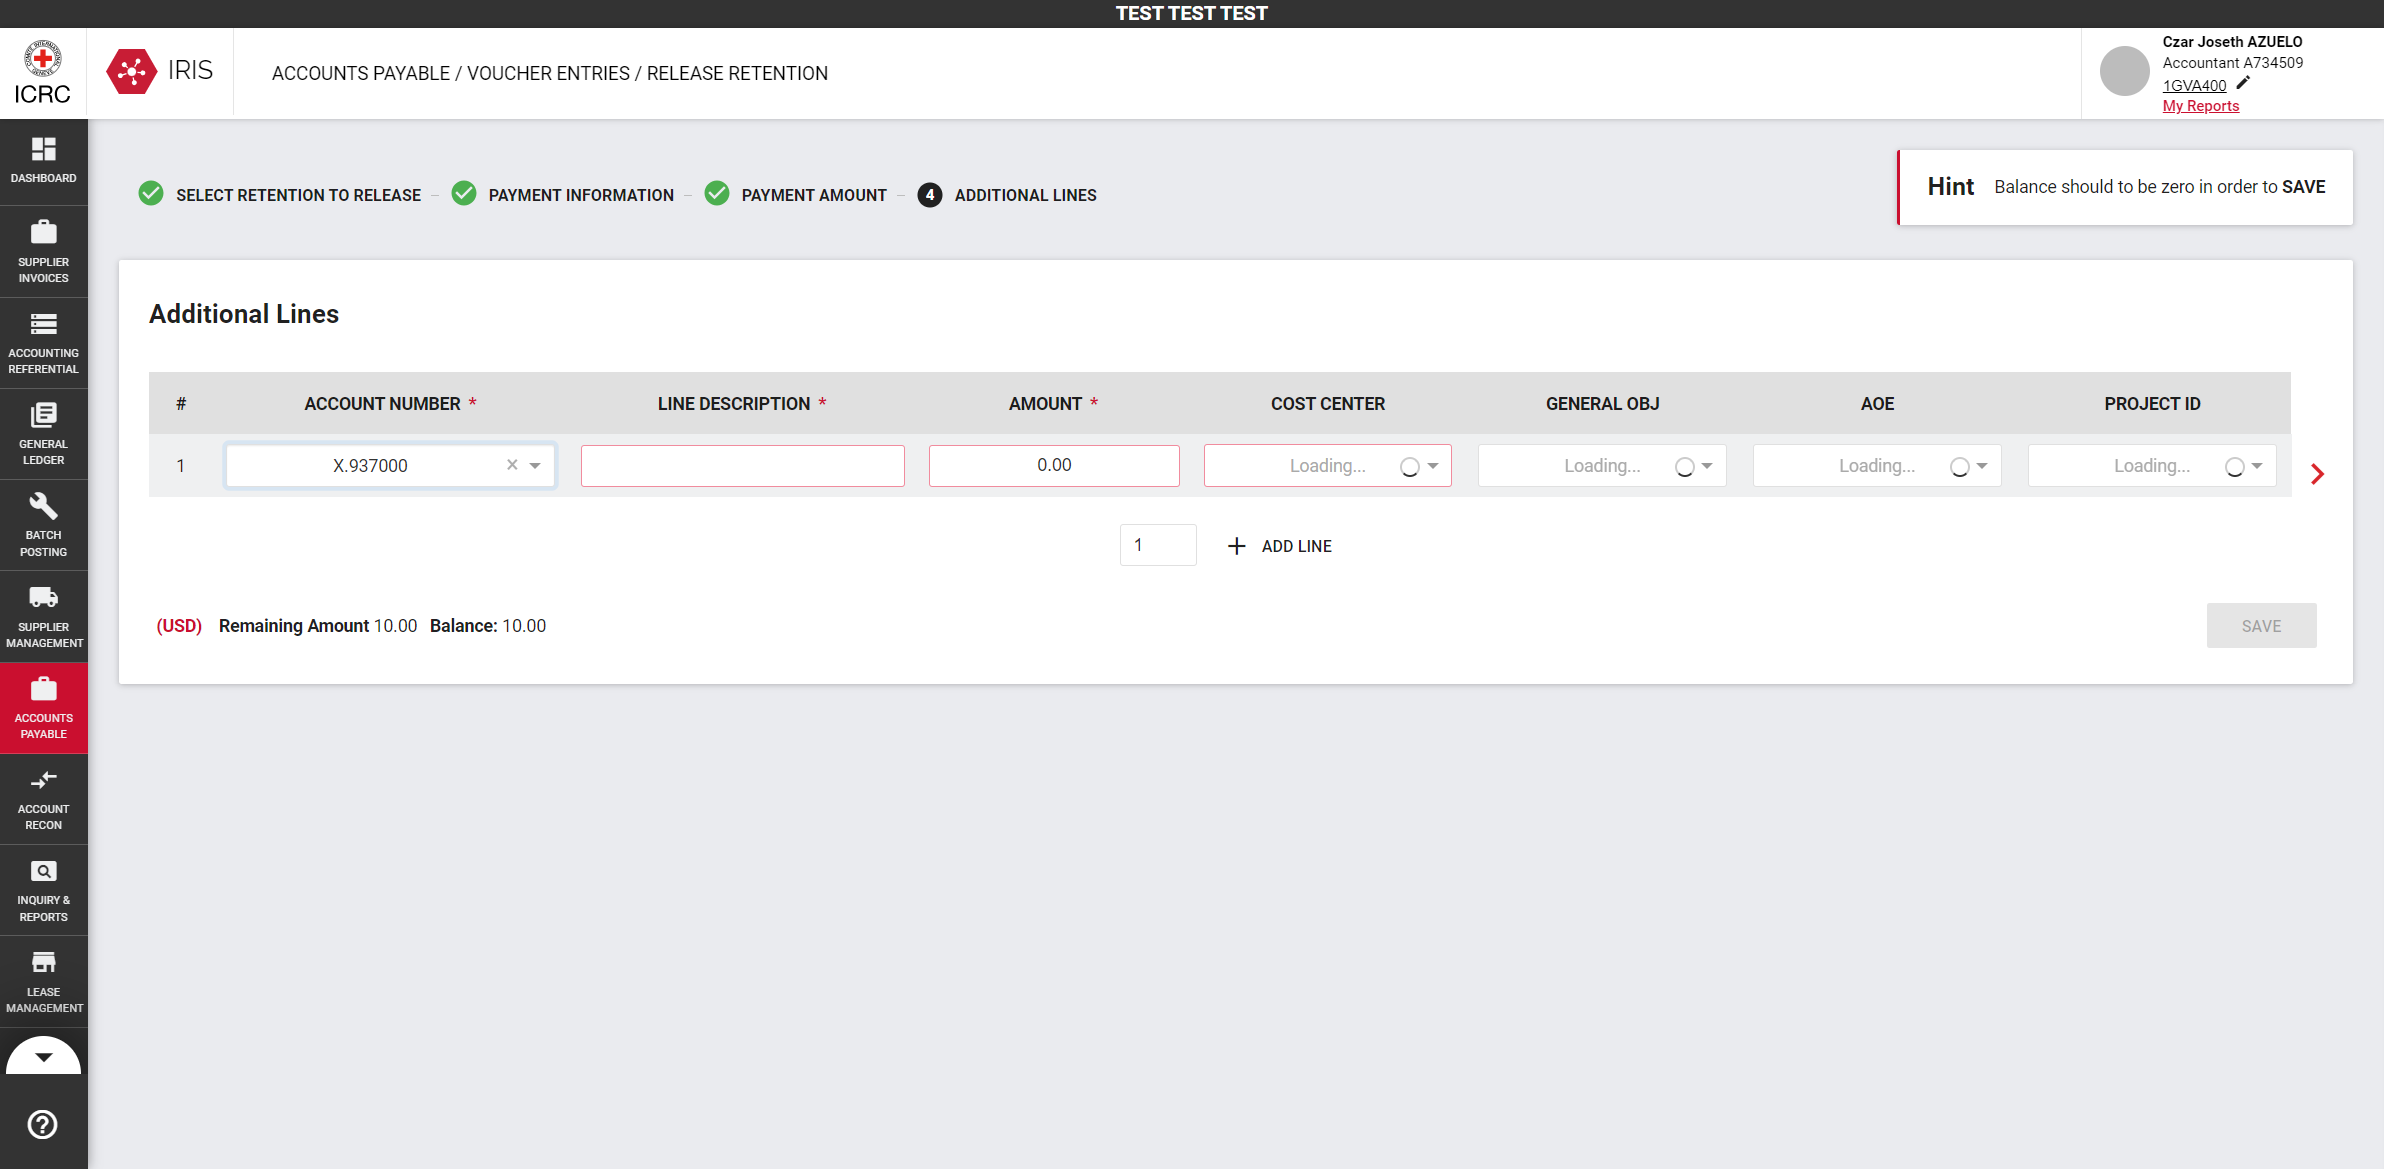 TEST TEST TEST
ICRC
IRIS
ACCOUNTS PAYABLE / VOUCHER ENTRIES / RELEASE RETENTION
Czar Joseth AZUELO
Accountant A734509
1GVA400
My Reports
DASHBOARD
SUPPLIER
INVOICES
ACCOUNTING
REFERENTIAL
GENERAL
LEDGER
BATCH
POSTING
SUPPLIER
MANAGEMENT
ACCOUNTS
PAYABLE
ACCOUNT
RECON
INQUIRY &
REPORTS
LEASE
MANAGEMENT
SELECT RETENTION TO RELEASE – PAYMENT INFORMATION – PAYMENT AMOUNT – 4 ADDITIONAL LINES
Hint Balance should to be zero in order to SAVE
Additional Lines
# ACCOUNT NUMBER * LINE DESCRIPTION * AMOUNT * COST CENTER GENERAL OBJ AOE PROJECT ID
1 X.937000 × 0.00 Loading... Loading... Loading... Loading...
1 + ADD LINE
(USD) Remaining Amount 10.00 Balance: 10.00
SAVE